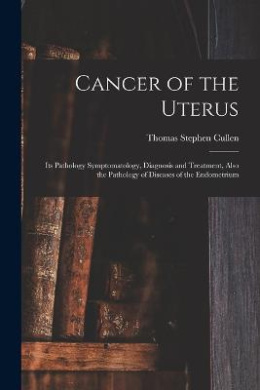 Cancer of the
Uterus
Thomas Stephen Cullen
Its Pathology Symptomatology, Diagnosis and Treatment, Also
the Pathology of Diseases of the Endometrium